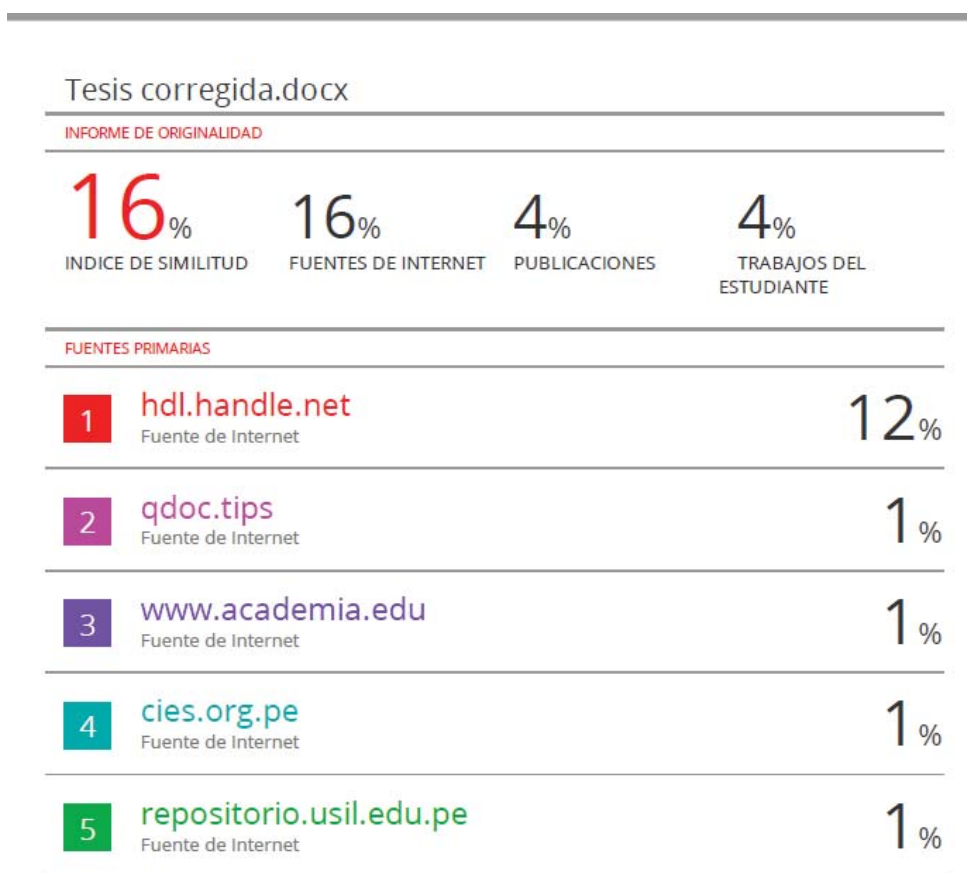 Tesis corregida.docx
INFORME DE ORIGINALIDAD
16% 16% 4% 4%
INDICE DE SIMILITUD FUENTES DE INTERNET PUBLICACIONES TRABAJOS DEL
ESTUDIANTE
FUENTES PRIMARIAS
1 hdl.handle.net 12%
Fuente de Internet
2 qdoc.tips 1%
Fuente de Internet
3 www.academia.edu 1%
Fuente de Internet
4 cies.org.pe 1%
Fuente de Internet
5 repositorio.usil.edu.pe 1%
Fuente de Internet